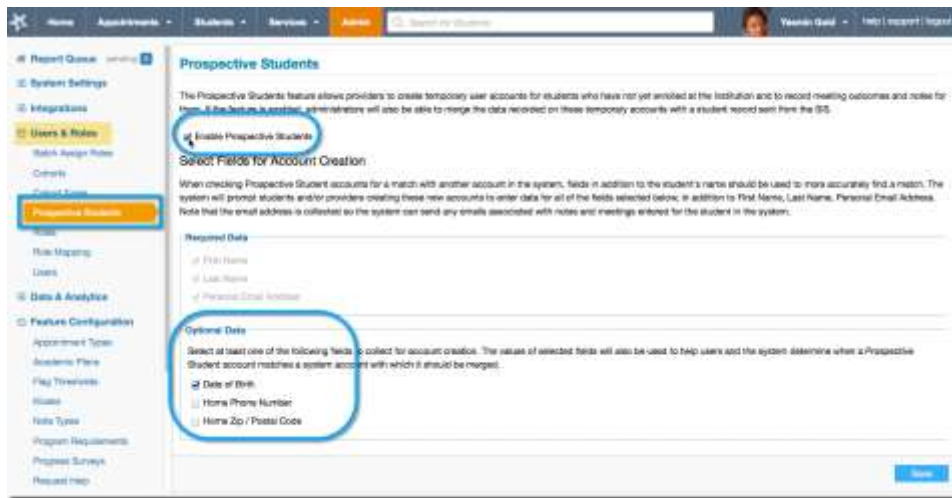 Home
Appointments
Students
Services
Admin
Search for Students
Yasmin Gold
help | support | logout
Report Queue
System Settings
Integrations
Users & Roles
Batch Assign Roles
Cohorts
Cohort Types
Prospective Students
Roles
Role Mapping
Users
Data & Analytics
Feature Configuration
Appointment Types
Academic Plans
Flag Thresholds
Kiosks
Note Types
Program Requirements
Progress Surveys
Request Help
Prospective Students
The Prospective Students feature allows providers to create temporary user accounts for students who have not yet enrolled at the institution and to record meeting outcomes and notes for
them. If the feature is enabled, administrators will also be able to merge the data recorded on these temporary accounts with a student record sent from the SIS.
Enable Prospective Students
Select Fields for Account Creation
When checking Prospective Student accounts for a match with another account in the system, fields in addition to the student's name should be used to more accurately find a match. The
system will prompt students and/or providers creating these new accounts to enter data for all of the fields selected below, in addition to First Name, Last Name, Personal Email Address.
Note that the email address is collected so the system can send any emails associated with notes and meetings entered for the student in the system.
Required Data
First Name
Last Name
Personal Email Address
Optional Data
Select at least one of the following fields to collect for account creation. The values of selected fields will also be used to help users and the system determine when a Prospective
Student account matches a system account with which it should be merged.
Date of Birth
Home Phone Number
Home Zip / Postal Code
Save